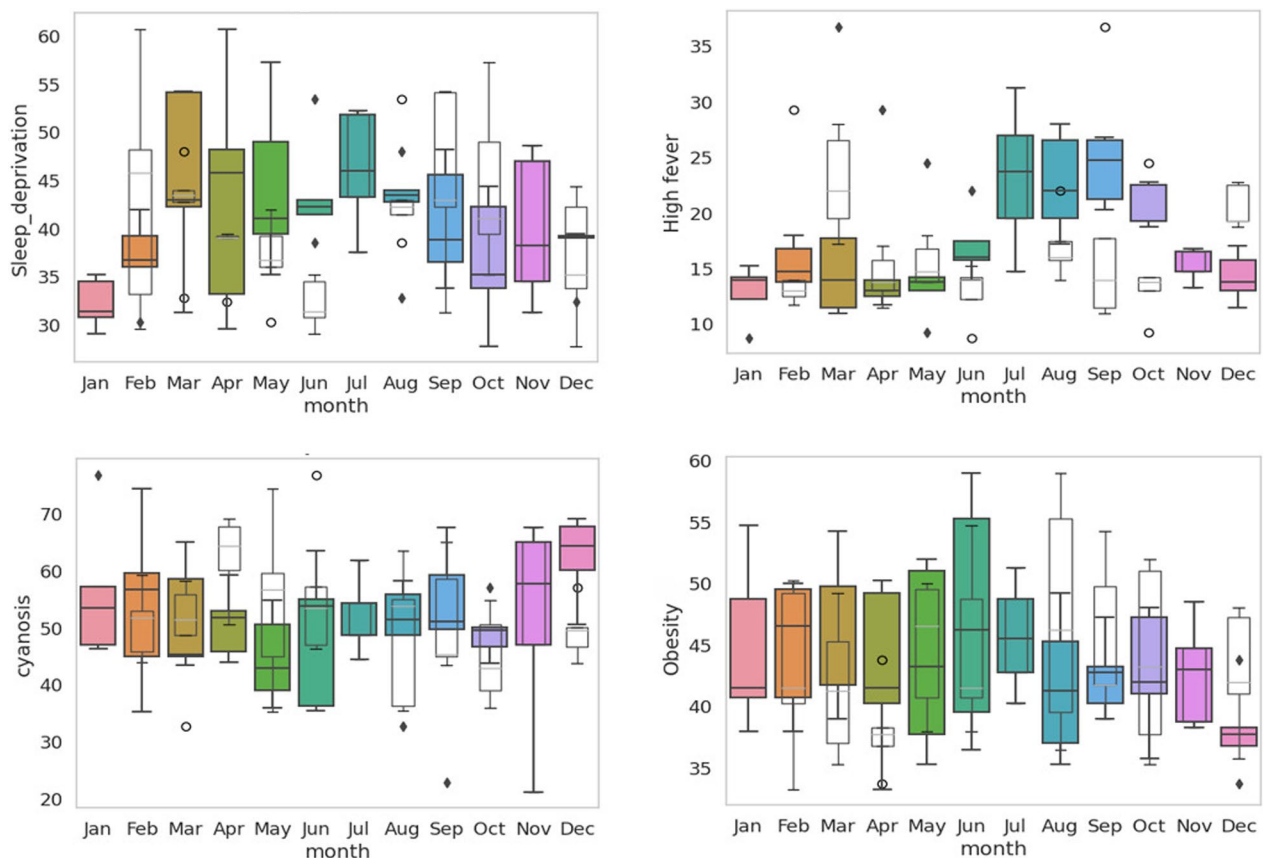 Sleep_deprivation
60
55
50
45
40
35
30
Jan Feb Mar Apr May Jun Jul Aug Sep Oct Nov Dec
month
High fever
35
30
25
20
15
10
Jan Feb Mar Apr May Jun Jul Aug Sep Oct Nov Dec
month
cyanosis
70
60
50
40
30
20
Jan Feb Mar Apr May Jun Jul Aug Sep Oct Nov Dec
month
Obesity
60
55
50
45
40
35
Jan Feb Mar Apr May Jun Jul Aug Sep Oct Nov Dec
month